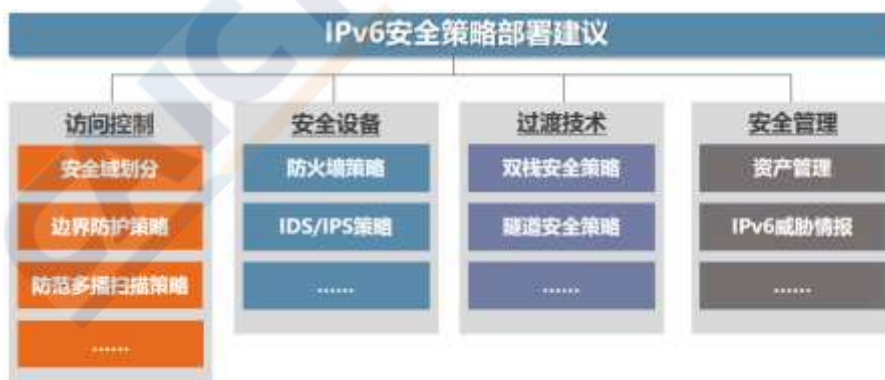 IPv6安全策略部署建议
访问控制
安全域划分
边界防护策略
防范多播扫描策略
......
安全设备
防火墙策略
IDS/IPS策略
......
过渡技术
双栈安全策略
隧道安全策略
......
安全管理
资产管理
IPv6威胁情报
......
CAICT